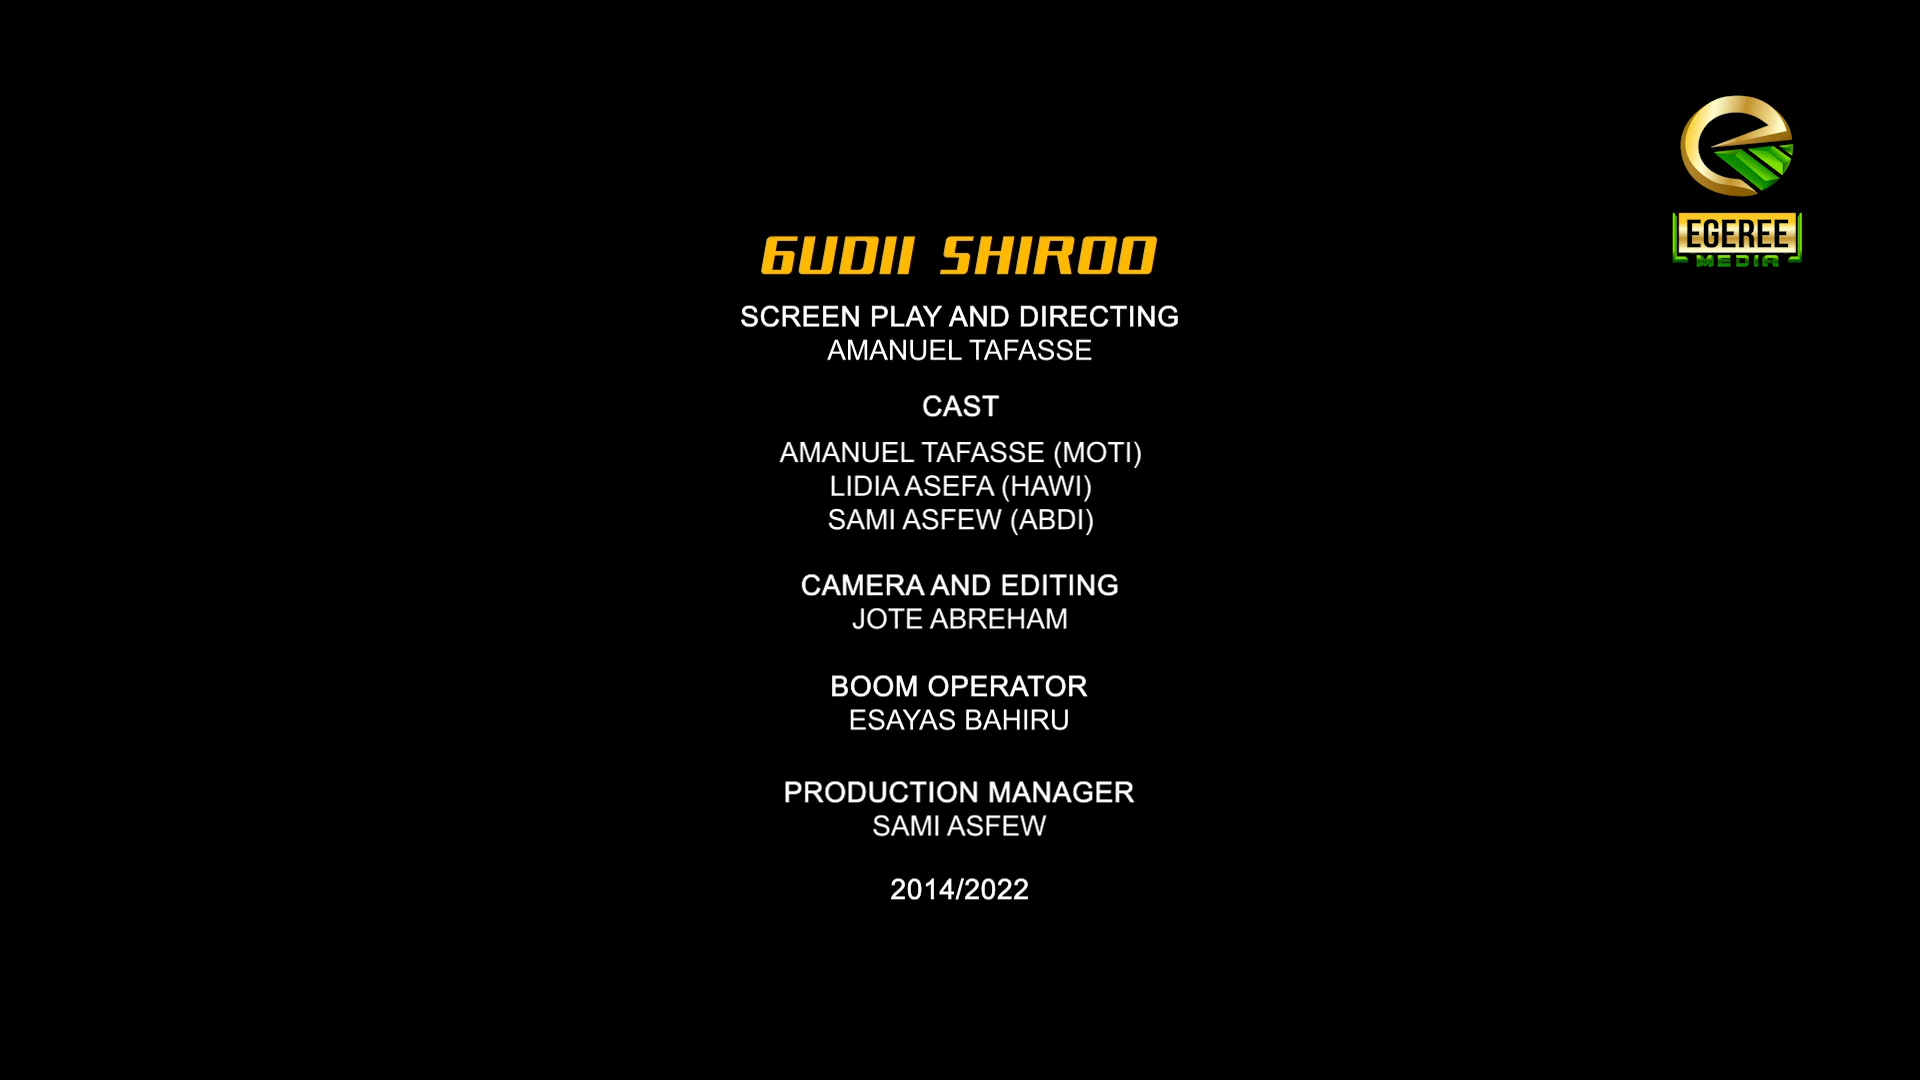 GUDII SHIROO
SCREEN PLAY AND DIRECTING
AMANUEL TAFASSE
CAST
AMANUEL TAFASSE (MOTI)
LIDIA ASEFA (HAWI)
SAMI ASFEW (ABDI)
CAMERA AND EDITING
JOTE ABREHAM
BOOM OPERATOR
ESAYAS BAHIRU
PRODUCTION MANAGER
SAMI ASFEW
2014/2022
EGEREE
MEDIA